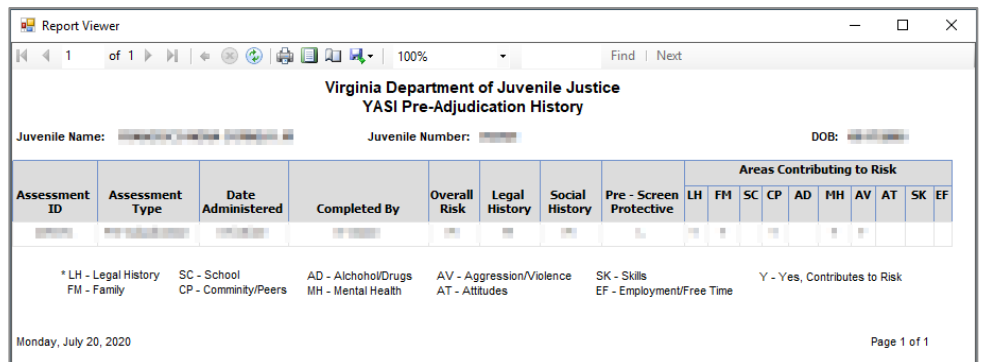 Report Viewer
1 of 1 100% Find | Next
Virginia Department of Juvenile Justice
YASI Pre-Adjudication History
Juvenile Name: Juvenile Number: DOB:
Areas Contributing to Risk
Assessment ID Assessment Type Date Administered Completed By Overall Risk Legal History Social History Pre - Screen Protective LH FM SC CP AD MH AV AT SK EF
* LH - Legal History SC - School AD - Alchohol/Drugs AV - Aggression/Violence SK - Skills Y - Yes, Contributes to Risk
FM - Family CP - Comminity/Peers MH - Mental Health AT - Attitudes EF - Employment/Free Time
Monday, July 20, 2020 Page 1 of 1